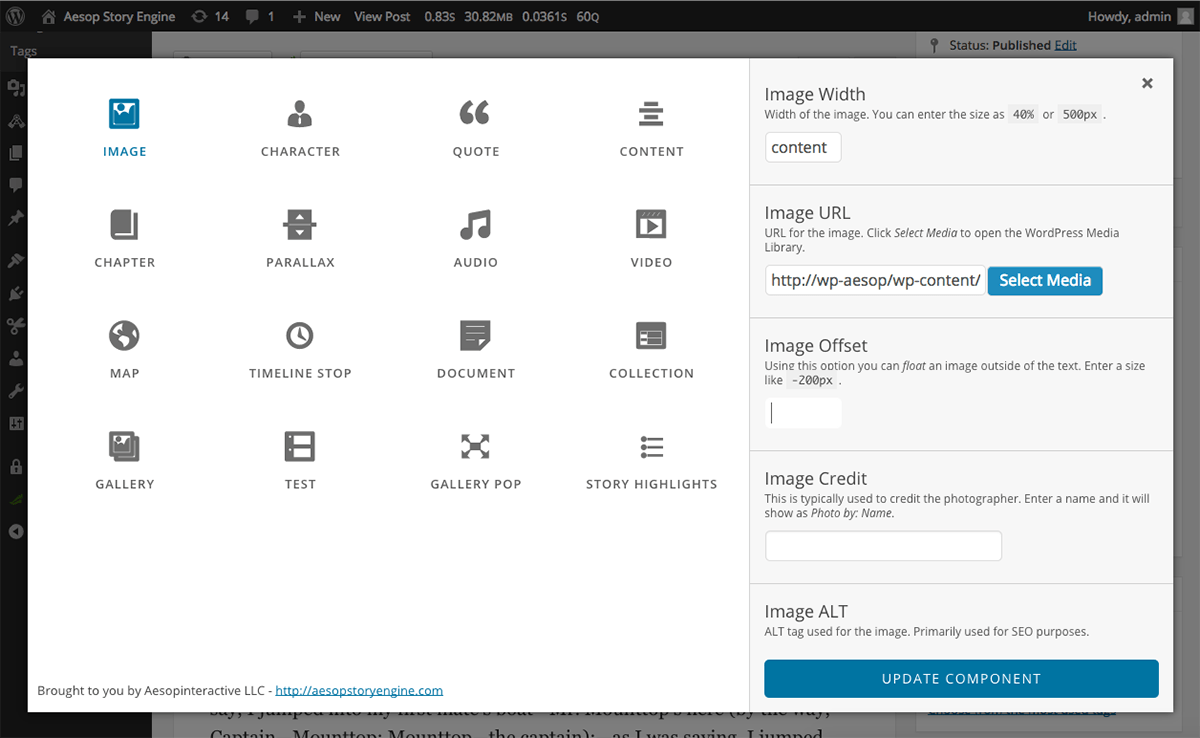 Aesop Story Engine 14 1 New View Post 0.83s 30.82MB 0.0361s 60Q Howdy, admin
Tags
Status: Published Edit
IMAGE CHARACTER QUOTE CONTENT
CHAPTER PARALLAX AUDIO VIDEO
MAP TIMELINE STOP DOCUMENT COLLECTION
GALLERY TEST GALLERY POP STORY HIGHLIGHTS
Brought to you by Aesopinteractive LLC - http://aesopstoryengine.com
Image Width
Width of the image. You can enter the size as 40% or 500px .
content
Image URL
URL for the image. Click Select Media to open the WordPress Media
Library.
http://wp-aesop/wp-content/ Select Media
Image Offset
Using this option you can float an image outside of the text. Enter a size
like -200px .
Image Credit
This is typically used to credit the photographer. Enter a name and it will
show as Photo by: Name.
Image ALT
ALT tag used for the image. Primarily used for SEO purposes.
UPDATE COMPONENT
say, I jumped into my first mate's boat—Mr. Mounttop's here (by the way,
Captain—Mounttop; Mounttop—the captain);—as I was saying, I jumped
Choose from the most used tags